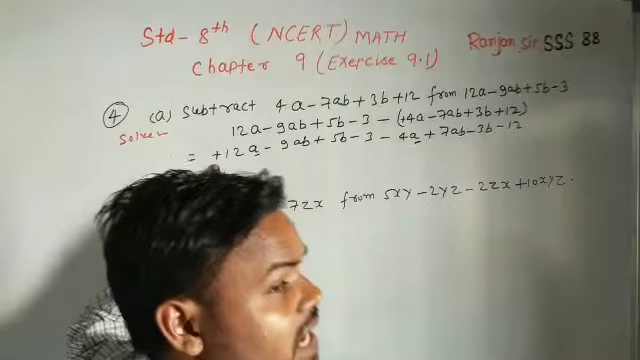 Std - 8th (NCERT) MATH
Ranjan sir SSS 88
Chapter 9 (Exercise 9.1)
④ (a) Subtract 4a-7ab+3b+12 from 12a-9ab+5b-3
Solve⇒ 12a-9ab+5b-3-(+4a-7ab+3b+12)
= +12a-9ab+5b-3-4a+7ab-3b-12
7zx from 5xy-2yz-2zx+10xyz.